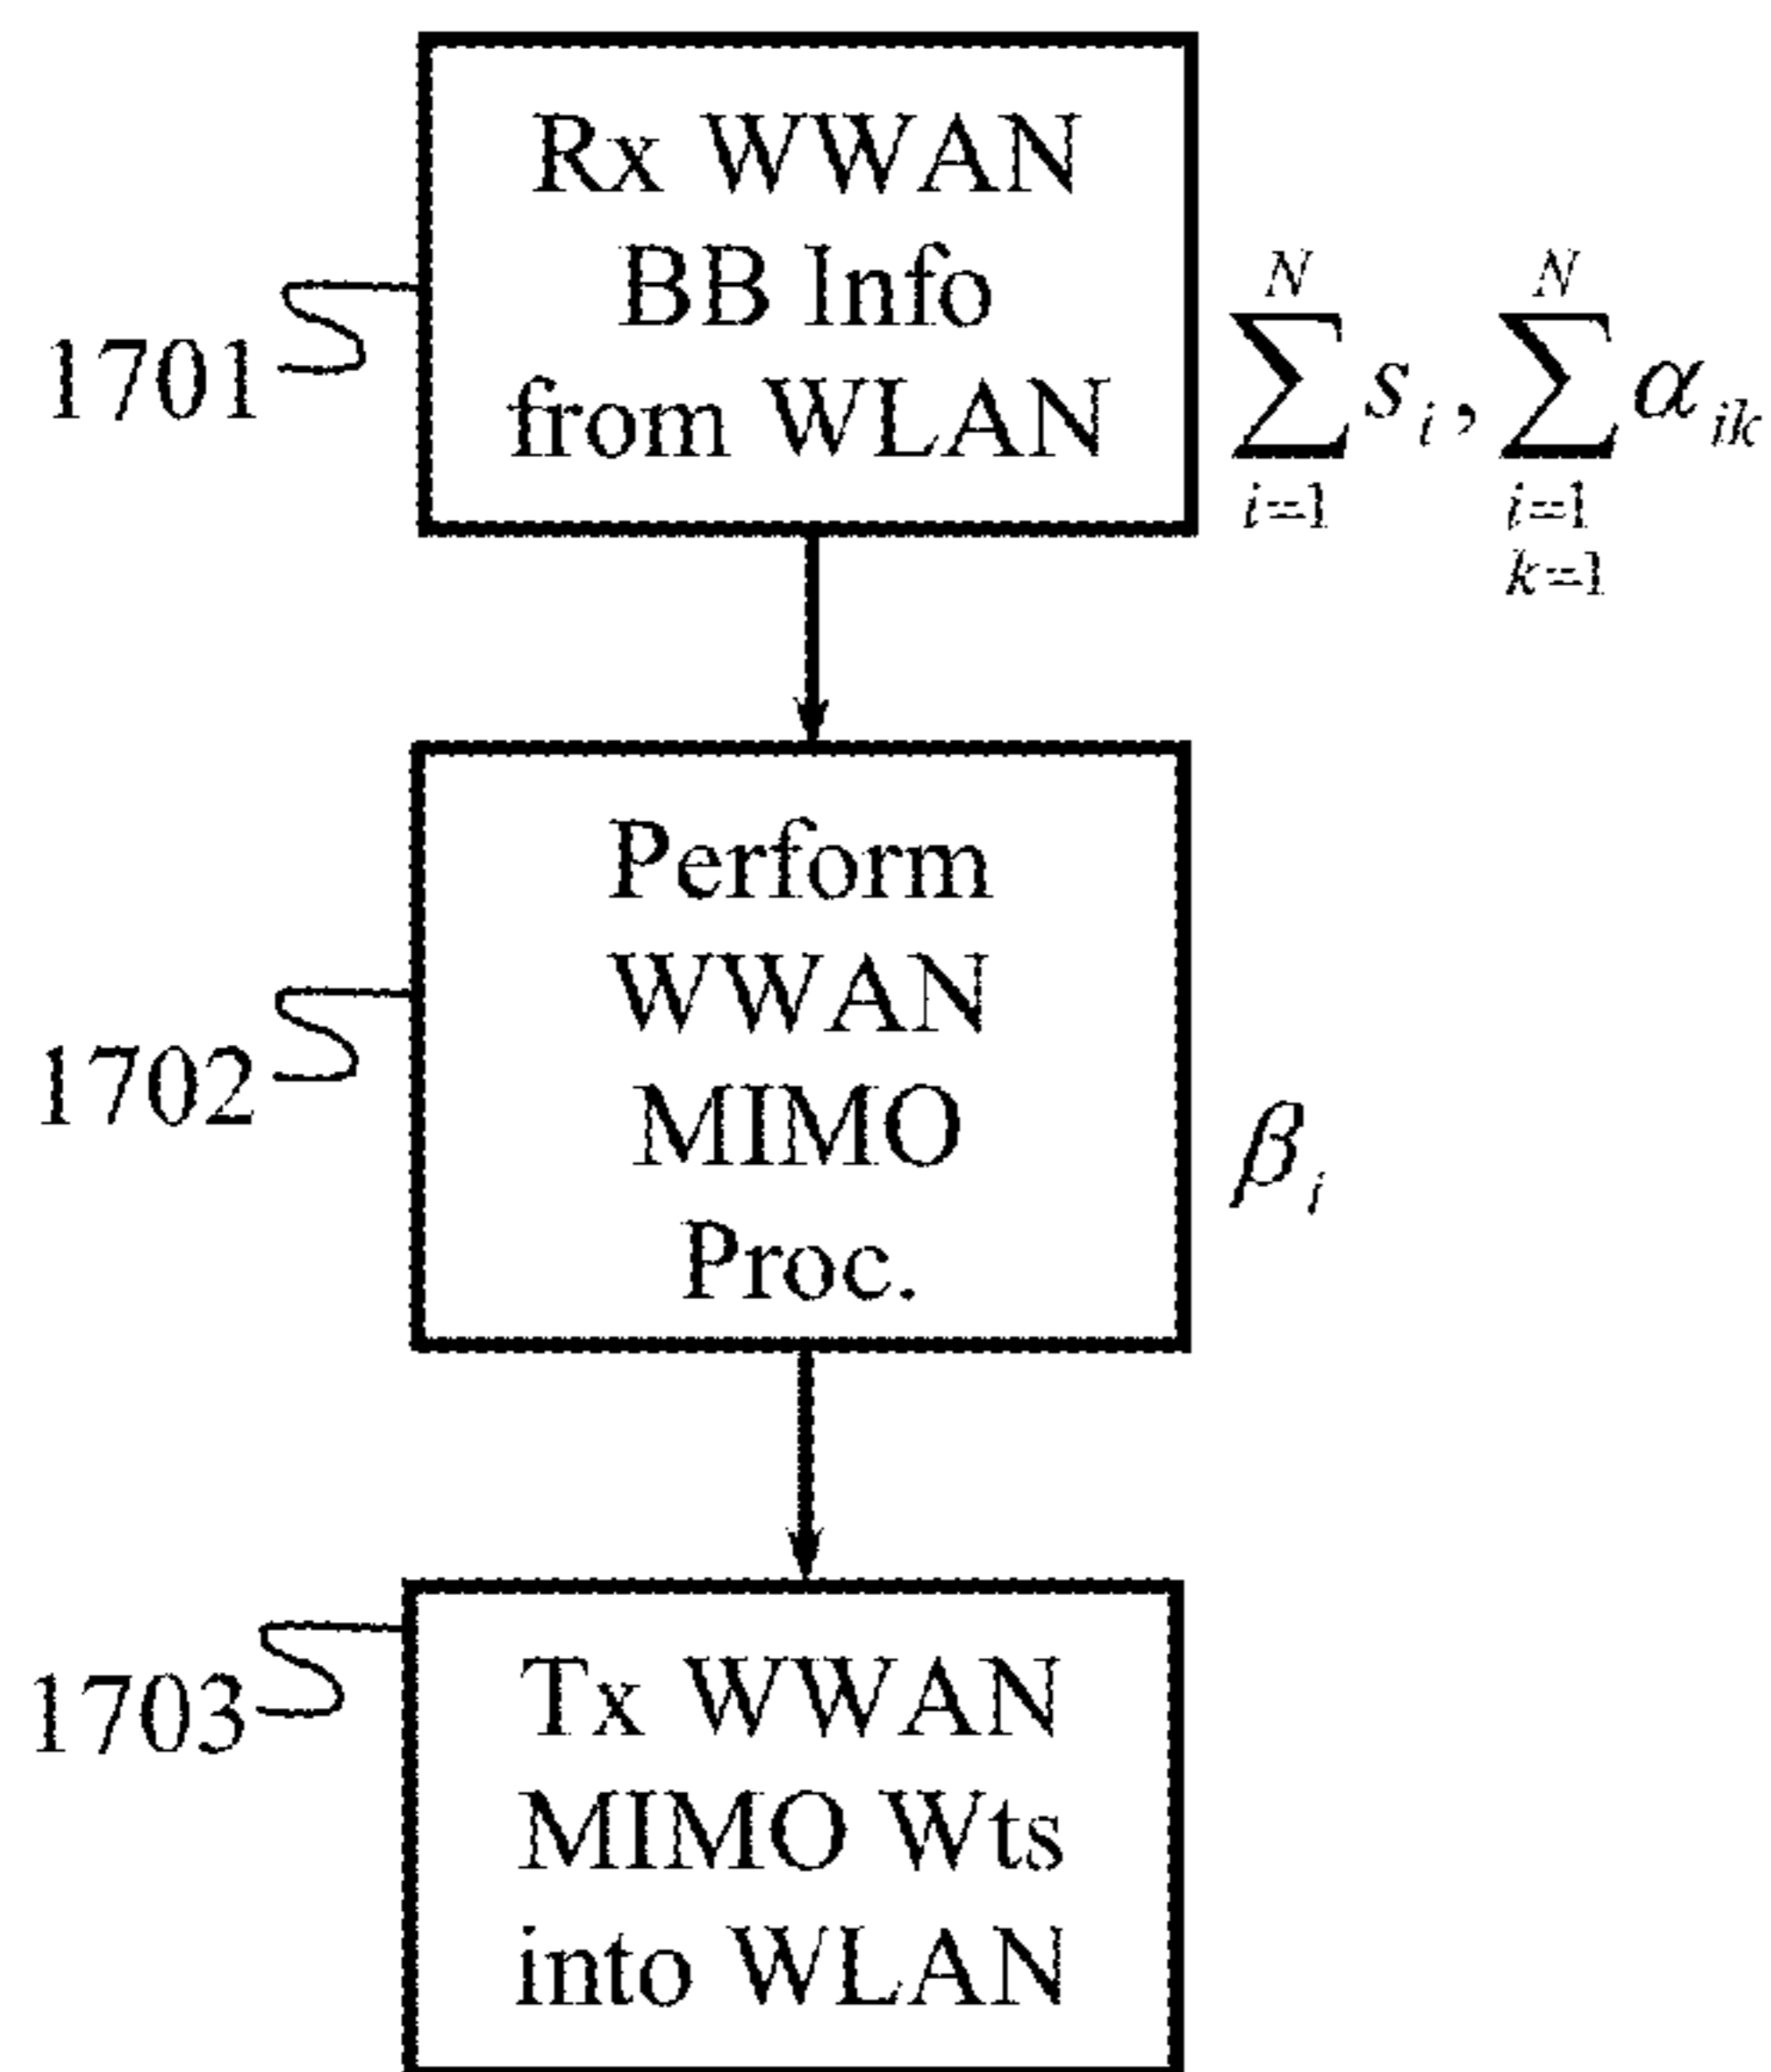 Rx WWAN
BB Info
from WLAN
1701
N N
∑ s_i , ∑ α_ik
i=1 i=1
k=1
Perform
WWAN
MIMO
Proc.
1702
β_i
Tx WWAN
MIMO Wts
into WLAN
1703